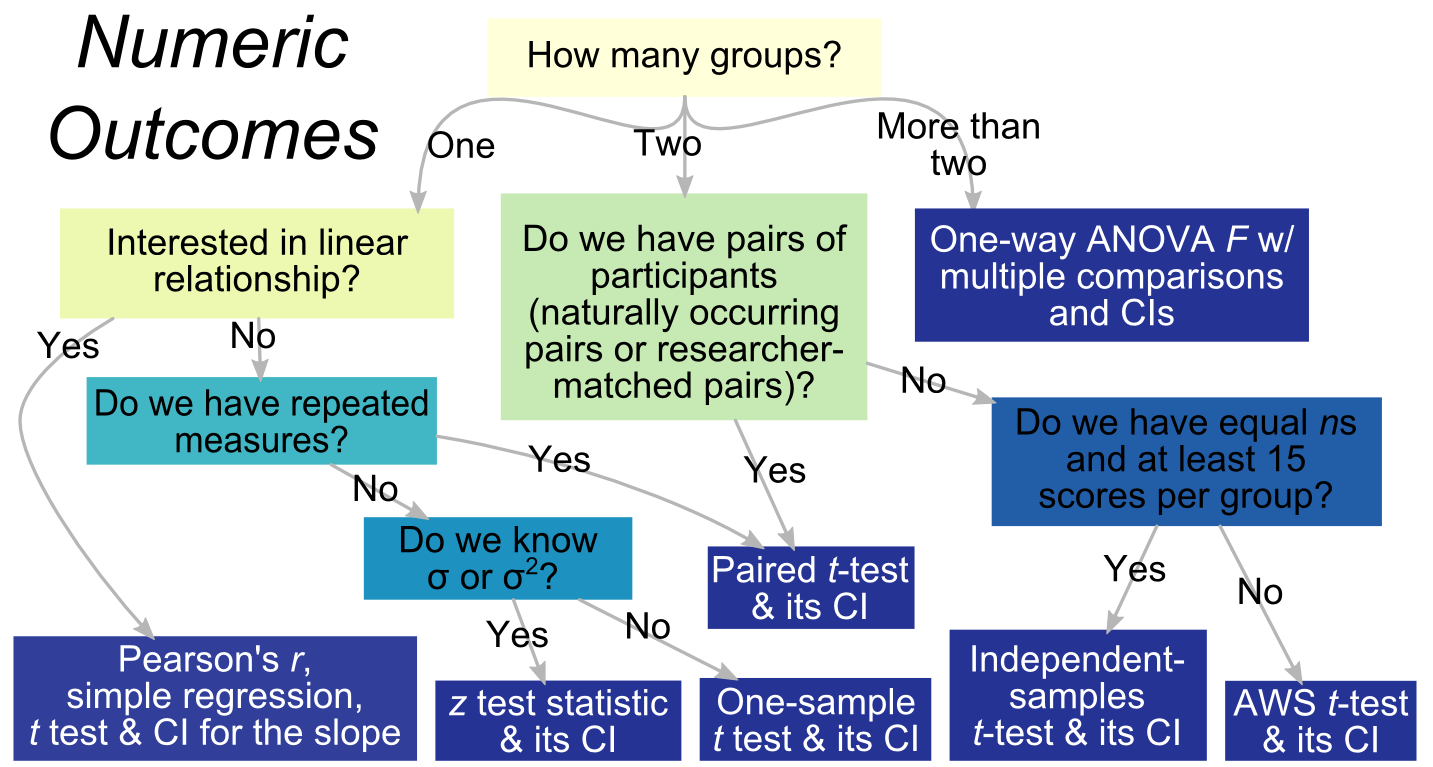 Numeric
Outcomes
How many groups?
One
Two
More than
two
Interested in linear
relationship?
Do we have pairs of
participants
(naturally occurring
pairs or researcher-
matched pairs)?
One-way ANOVA F w/
multiple comparisons
and CIs
Yes
No
No
Do we have repeated
measures?
Do we have equal ns
and at least 15
scores per group?
Yes
Yes
No
Do we know
σ or σ²?
Paired t-test
& its CI
Yes
No
Yes
No
Pearson's r,
simple regression,
t test & CI for the slope
z test statistic
& its CI
One-sample
t test & its CI
Independent-
samples
t-test & its CI
AWS t-test
& its CI